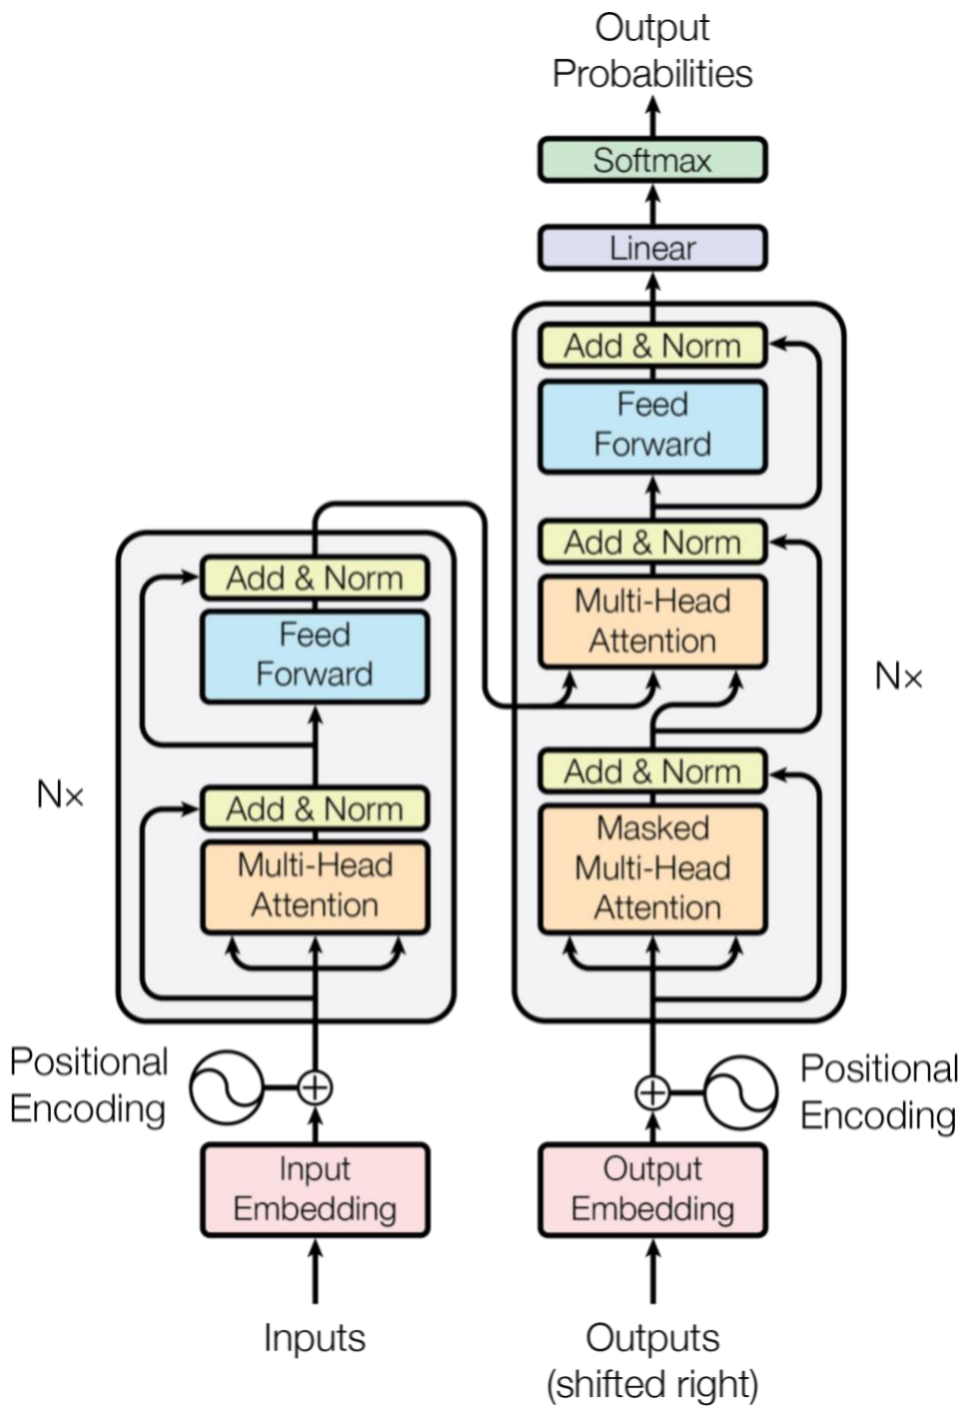 Output
Probabilities
Softmax
Linear
Add & Norm
Feed
Forward
Add & Norm
Multi-Head
Attention
Nx
Add & Norm
Masked
Multi-Head
Attention
Add & Norm
Feed
Forward
Nx
Add & Norm
Multi-Head
Attention
Positional
Encoding
Positional
Encoding
Input
Embedding
Output
Embedding
Inputs
Outputs
(shifted right)